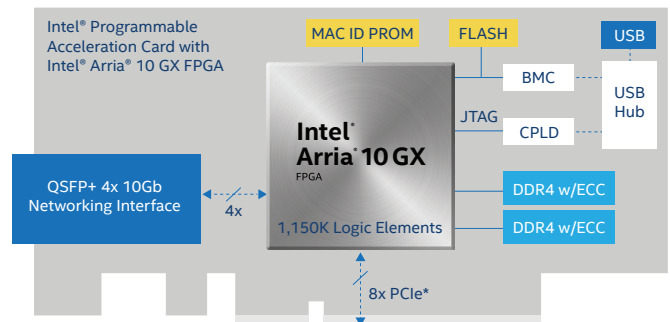 Intel® Programmable
Acceleration Card with
Intel® Arria® 10 GX FPGA
MAC ID PROM
FLASH
USB
BMC
USB
Hub
JTAG
CPLD
Intel®
Arria® 10 GX
FPGA
QSFP+ 4x 10Gb
Networking Interface
4x
DDR4 w/ECC
1,150K Logic Elements
DDR4 w/ECC
8x PCIe*